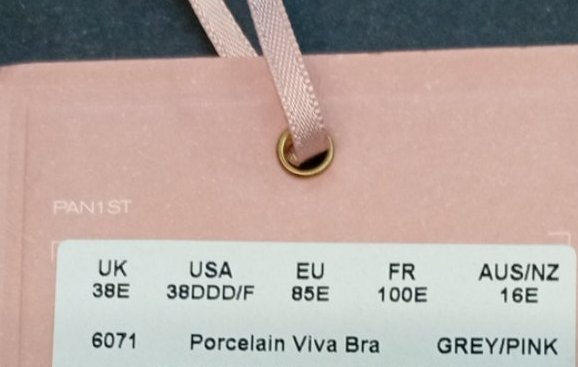 PAN1ST
UK USA EU FR AUS/NZ
38E 38DDD/F 85E 100E 16E
6071 Porcelain Viva Bra GREY/PINK